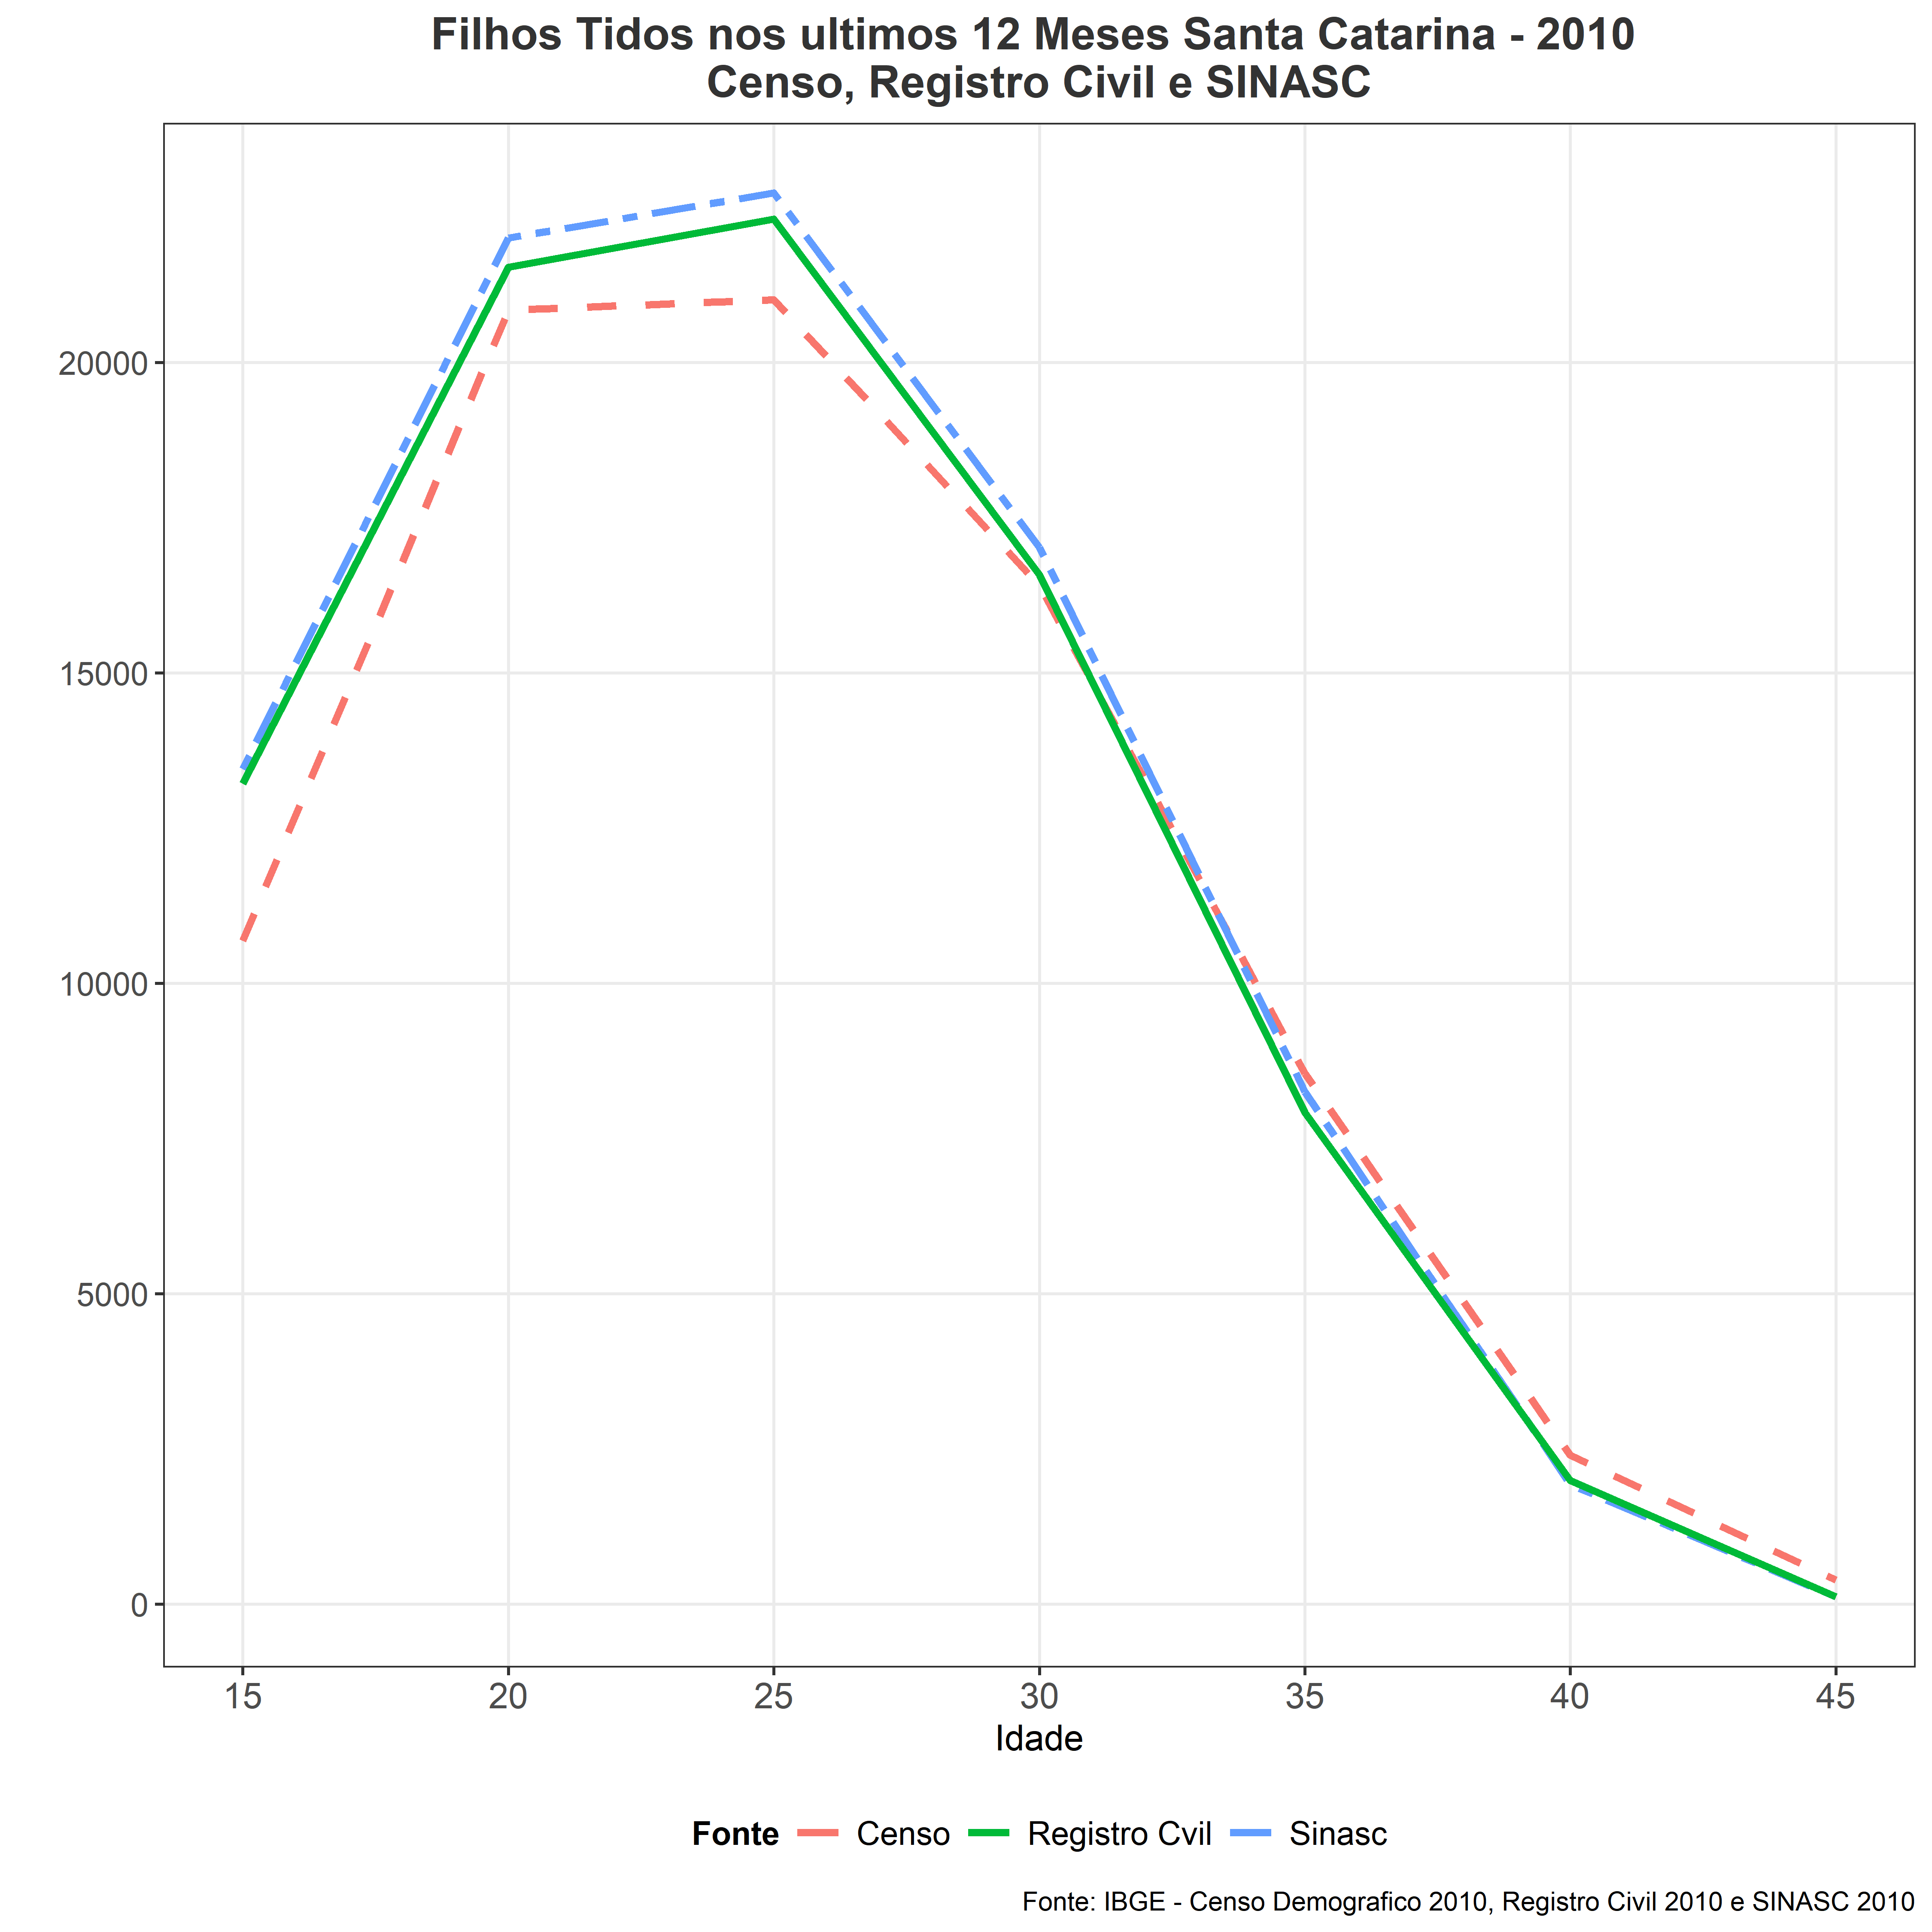 Filhos Tidos nos ultimos 12 Meses Santa Catarina - 2010
Censo, Registro Civil e SINASC
20000
15000
10000
5000
0
15 20 25 30 35 40 45
Idade
Fonte Censo Registro Cvil Sinasc
Fonte: IBGE - Censo Demografico 2010, Registro Civil 2010 e SINASC 2010